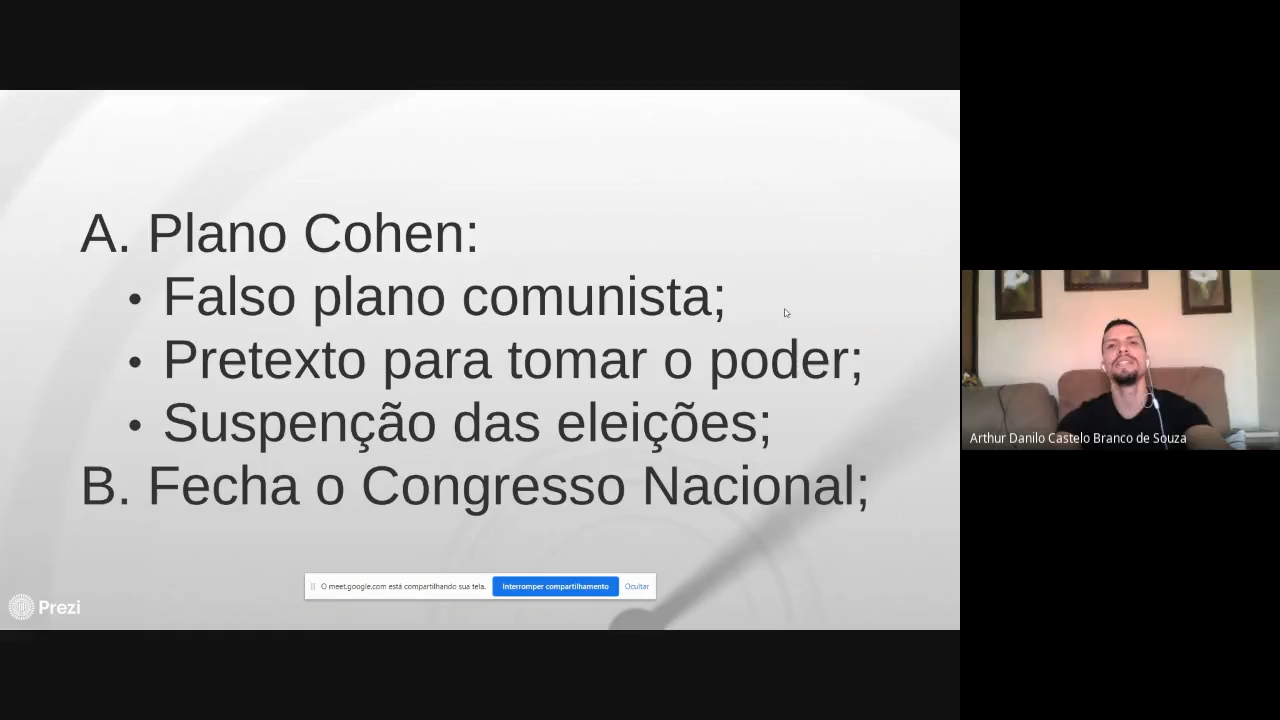 A. Plano Cohen:
• Falso plano comunista;
• Pretexto para tomar o poder;
• Suspenção das eleições;
B. Fecha o Congresso Nacional;
O meet.google.com está compartilhando sua tela. Interromper compartilhamento Ocultar
Prezi
Arthur Danilo Castelo Branco de Souza